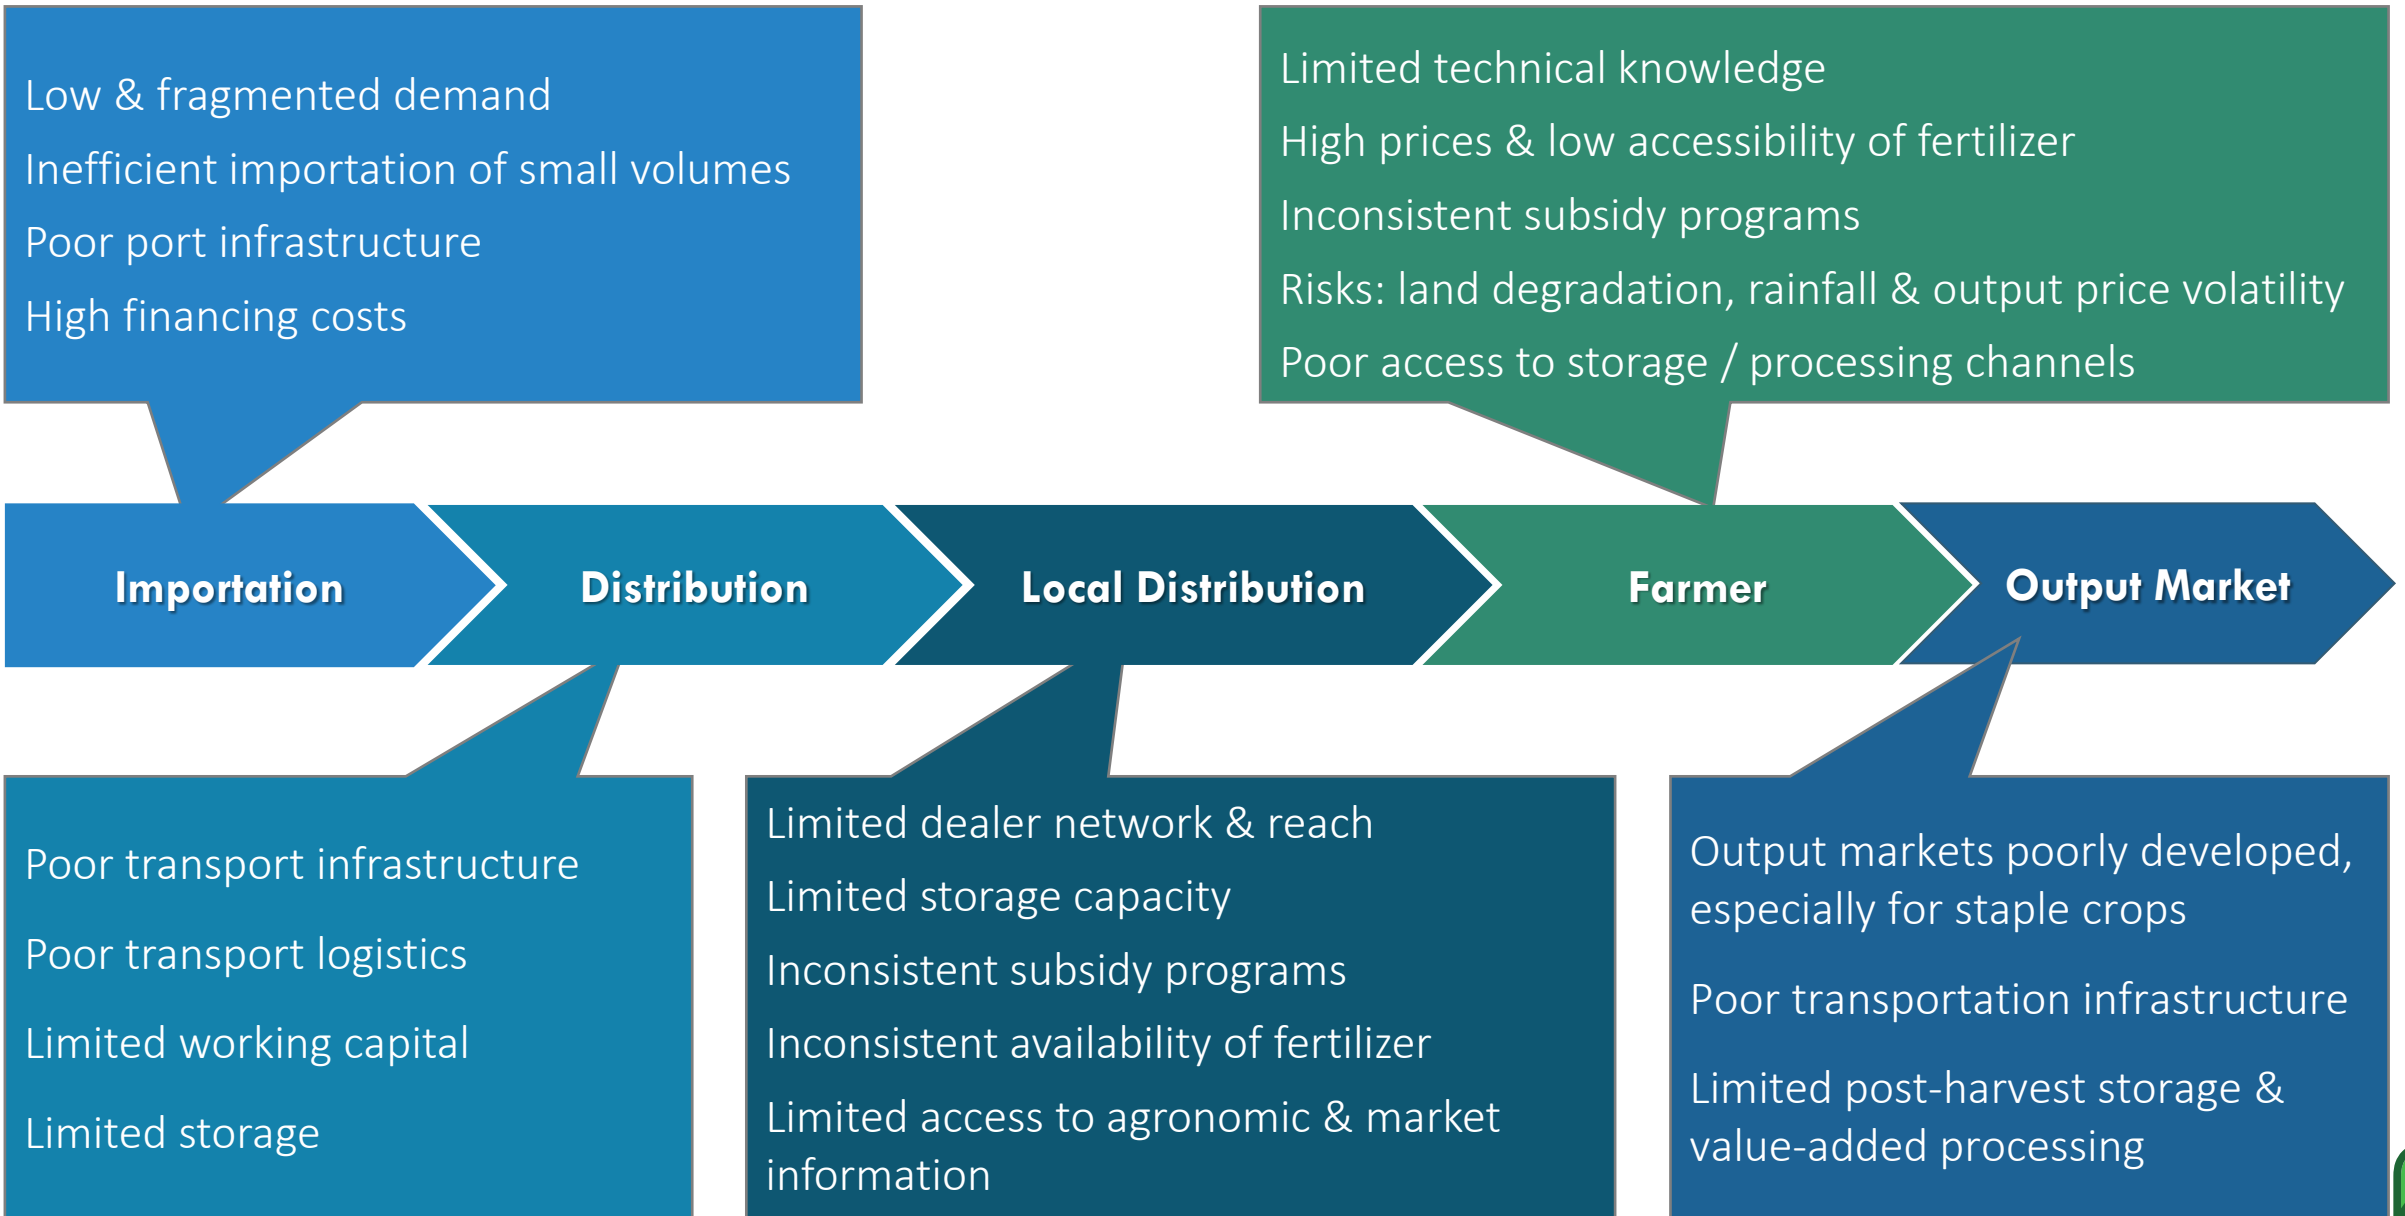 Low & fragmented demand
Inefficient importation of small volumes
Poor port infrastructure
High financing costs
Limited technical knowledge
High prices & low accessibility of fertilizer
Inconsistent subsidy programs
Risks: land degradation, rainfall & output price volatility
Poor access to storage / processing channels
Importation
Distribution
Local Distribution
Farmer
Output Market
Poor transport infrastructure
Poor transport logistics
Limited working capital
Limited storage
Limited dealer network & reach
Limited storage capacity
Inconsistent subsidy programs
Inconsistent availability of fertilizer
Limited access to agronomic & market
information
Output markets poorly developed,
especially for staple crops
Poor transportation infrastructure
Limited post-harvest storage &
value-added processing